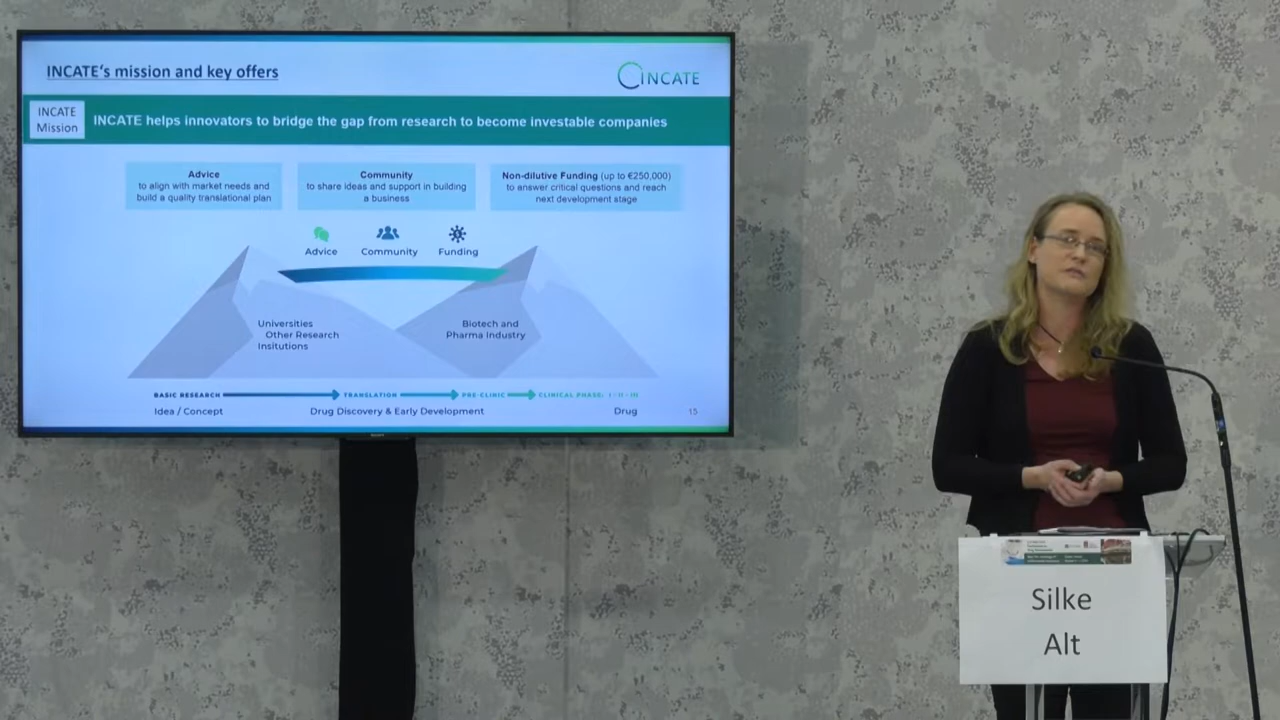 INCATE's mission and key offers
INCATE
INCATE
Mission
INCATE helps innovators to bridge the gap from research to become investable companies
Advice
to align with market needs and
build a quality translational plan
Community
to share ideas and support in building
a business
Non-dilutive Funding (up to €250,000)
to answer critical questions and reach
next development stage
Advice
Community
Funding
Universities
Other Research
Insitutions
Biotech and
Pharma Industry
BASIC RESEARCH
TRANSLATION
PRE-CLINIC
CLINICAL PHASE: I - II - III
Idea / Concept
Drug Discovery & Early Development
Drug
15
Silke
Alt